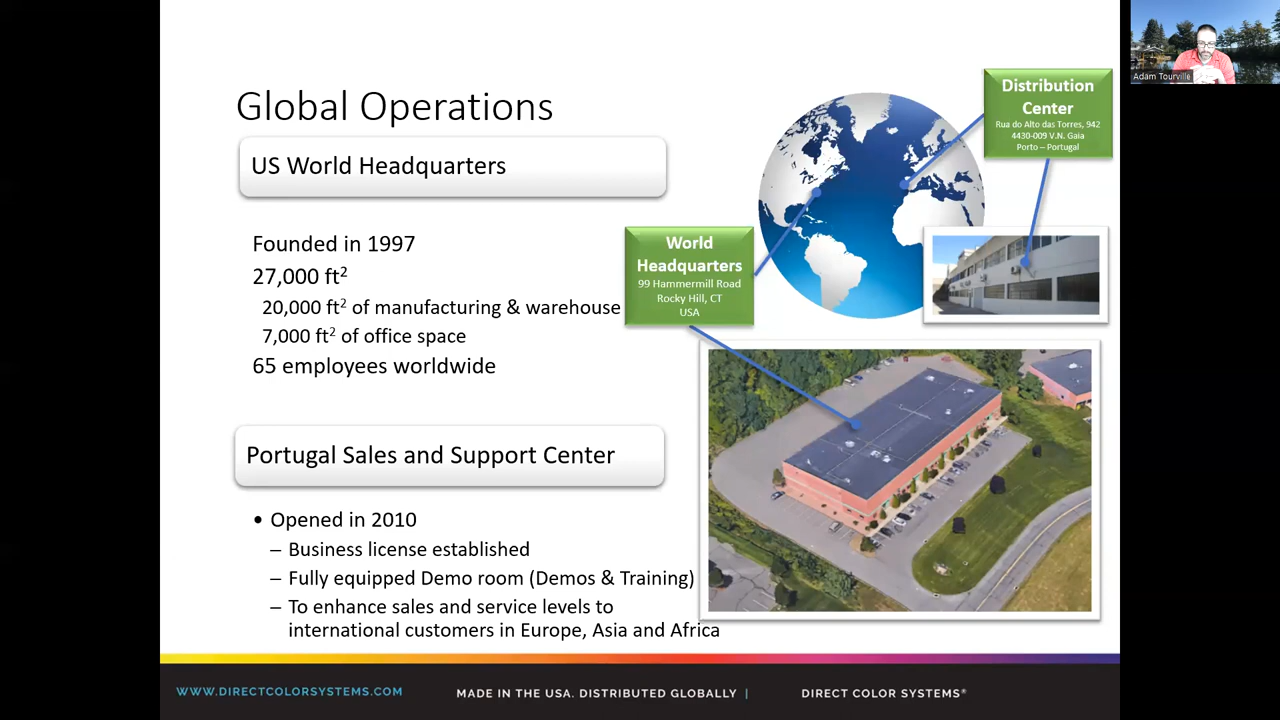 Global Operations
US World Headquarters
Founded in 1997
27,000 ft²
20,000 ft² of manufacturing & warehouse
7,000 ft² of office space
65 employees worldwide
Portugal Sales and Support Center
• Opened in 2010
– Business license established
– Fully equipped Demo room (Demos & Training)
– To enhance sales and service levels to
international customers in Europe, Asia and Africa
World
Headquarters
99 Hammermill Road
Rocky Hill, CT
USA
Distribution
Center
Rua do Alto das Torres, 942
4430-009 V.N. Gaia
Porto – Portugal
Adam Tourville
WWW.DIRECTCOLORSYSTEMS.COM
MADE IN THE USA. DISTRIBUTED GLOBALLY |
DIRECT COLOR SYSTEMS®